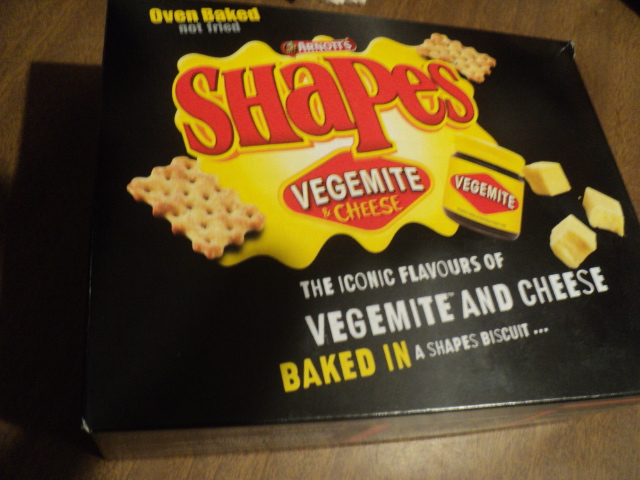 Oven Baked
not fried
ARNOTT'S
SHAPES
VEGEMITE
& CHEESE
VEGEMITE
THE ICONIC FLAVOURS OF
VEGEMITE™ AND CHEESE
BAKED IN A SHAPES BISCUIT ...